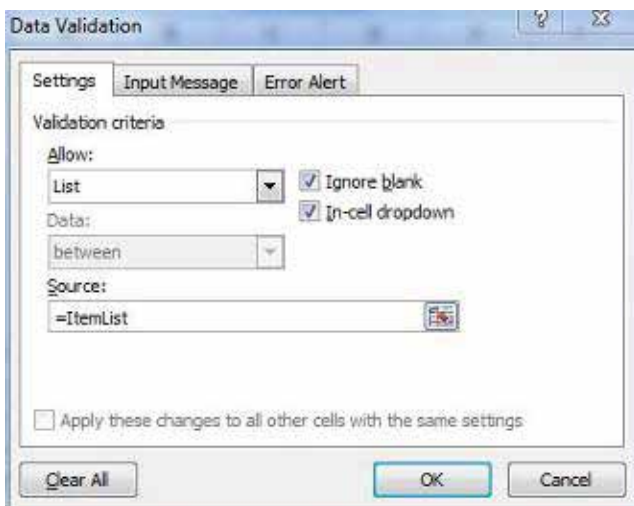 Data Validation
?
Settings
Input Message
Error Alert
Validation criteria
Allow:
List
Ignore blank
In-cell dropdown
Data:
between
Source:
=ItemList
Apply these changes to all other cells with the same settings
Clear All
OK
Cancel